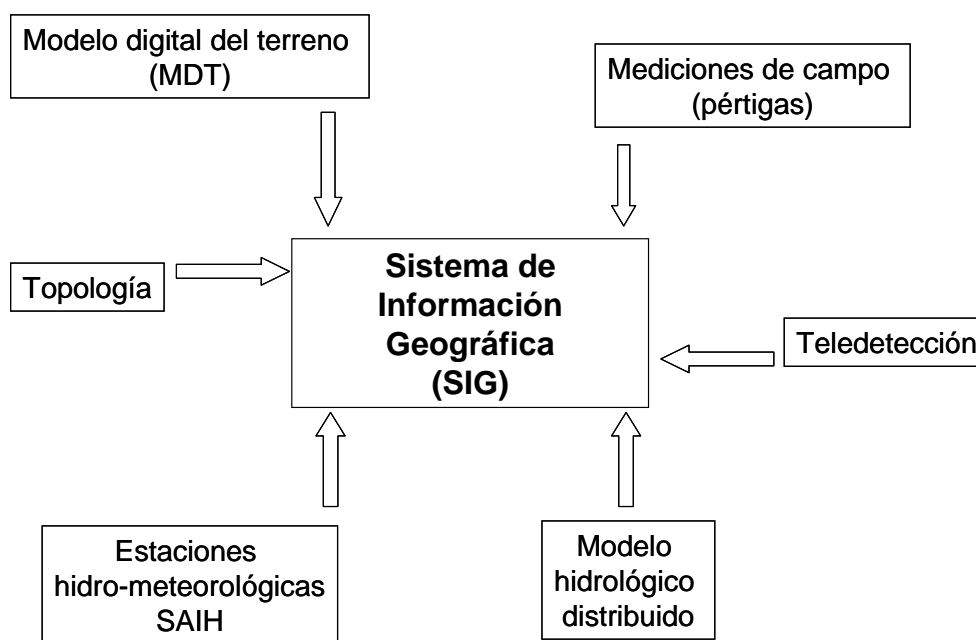 Modelo digital del terreno
(MDT)
Mediciones de campo
(pértigas)
Topología
Sistema de
Información
Geográfica
(SIG)
Teledetección
Estaciones
hidro-meteorológicas
SAIH
Modelo
hidrológico
distribuido